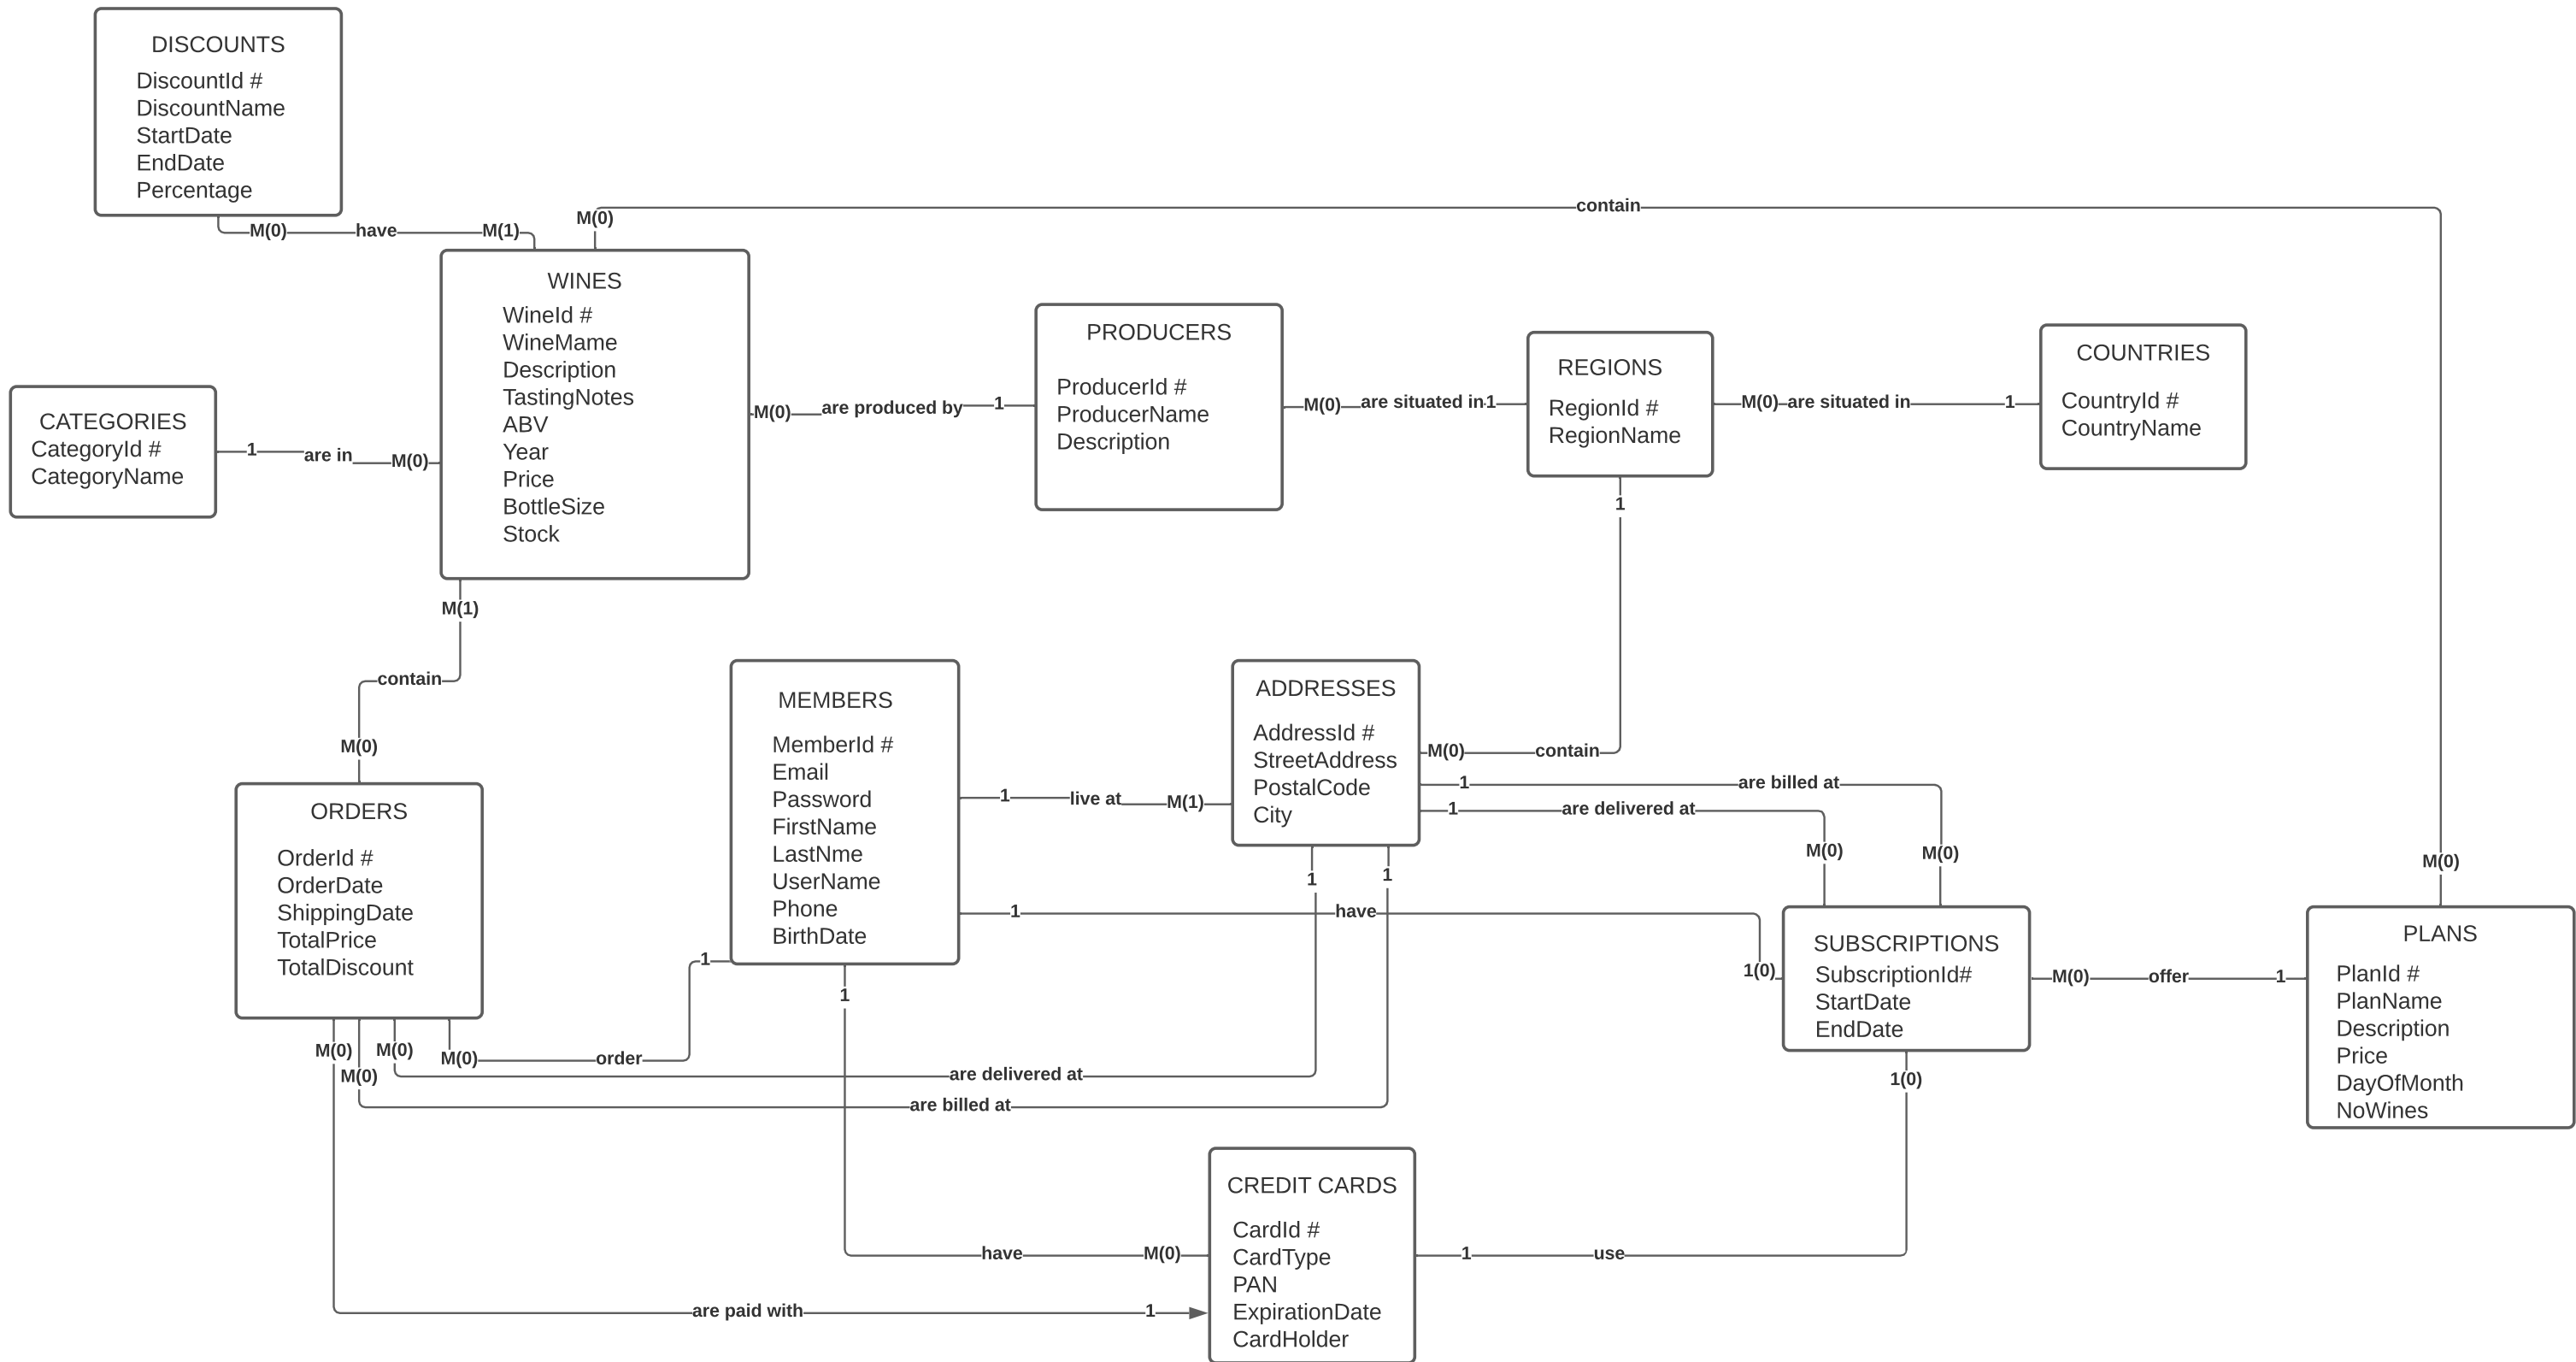 DISCOUNTS
DiscountId #
DiscountName
StartDate
EndDate
Percentage
M(0)
have
M(1)
M(0)
contain
WINES
WineId #
WineMame
Description
TastingNotes
ABV
Year
Price
BottleSize
Stock
CATEGORIES
CategoryId #
CategoryName
1
are in
M(0)
M(0)
are produced by
1
PRODUCERS
ProducerId #
ProducerName
Description
M(0)
are situated in
1
REGIONS
RegionId #
RegionName
M(0)
are situated in
1
COUNTRIES
CountryId #
CountryName
1
M(1)
contain
M(0)
MEMBERS
MemberId #
Email
Password
FirstName
LastNme
UserName
Phone
BirthDate
1
live at
M(1)
ADDRESSES
AddressId #
StreetAddress
PostalCode
City
M(0)
contain
1
are billed at
1
are delivered at
M(0)
M(0)
M(0)
1
1
1
have
1(0)
ORDERS
OrderId #
OrderDate
ShippingDate
TotalPrice
TotalDiscount
1
1
SUBSCRIPTIONS
SubscriptionId#
StartDate
EndDate
M(0)
offer
1
PLANS
PlanId #
PlanName
Description
Price
DayOfMonth
NoWines
M(0)
M(0)
M(0)
order
M(0)
are delivered at
are billed at
1(0)
CREDIT CARDS
CardId #
CardType
PAN
ExpirationDate
CardHolder
have
M(0)
1
use
are paid with
1